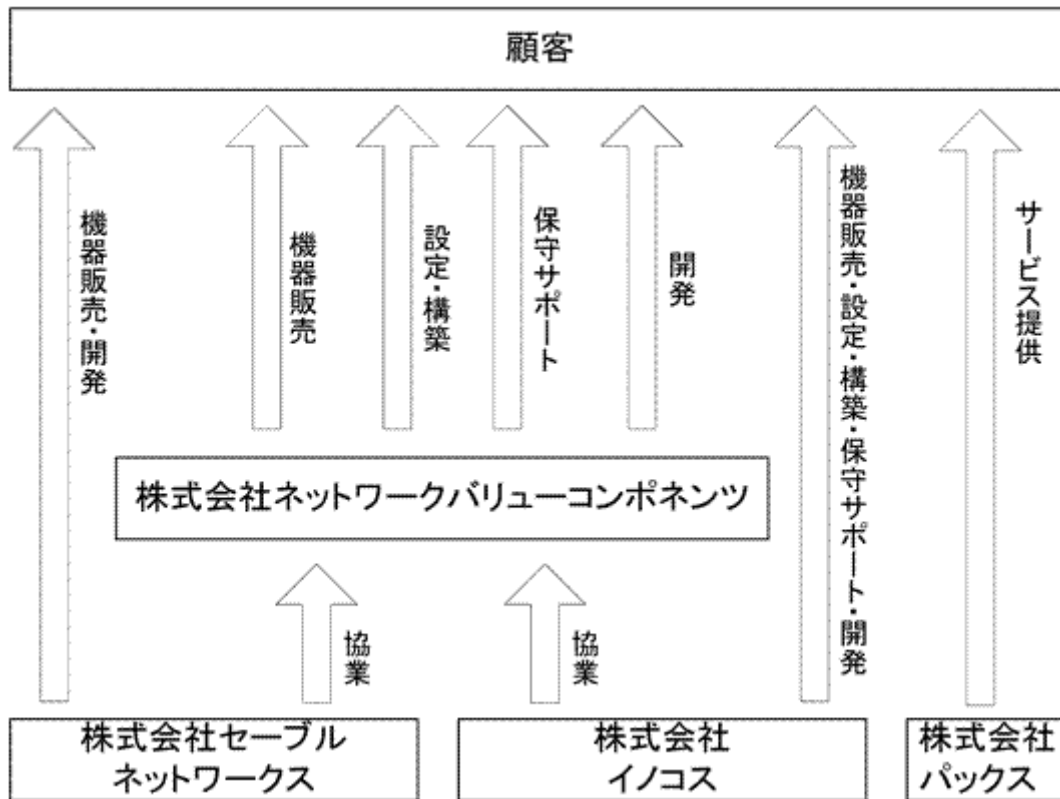 顧客
機器販売・開発
機器販売
設定・構築
保守サポート
開発
機器販売・設定・構築・保守サポート・開発
サービス提供
株式会社ネットワークバリューコンポネンツ
協業
協業
株式会社セーブル
ネットワークス
株式会社
イノコス
株式会社
パックス